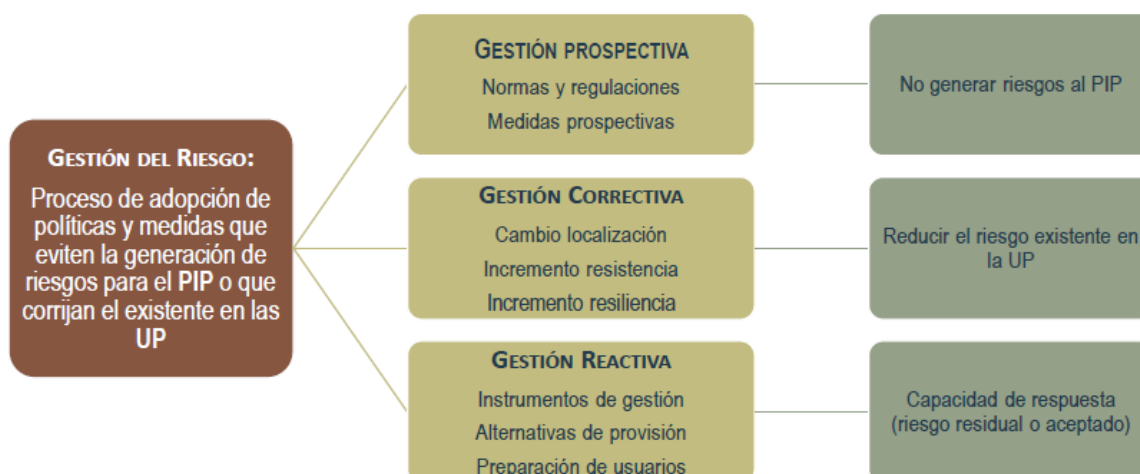 GESTIÓN DEL RIESGO:
Proceso de adopción de
políticas y medidas que
eviten la generación de
riesgos para el PIP o que
corrijan el existente en las
UP
GESTIÓN PROSPECTIVA
Normas y regulaciones
Medidas prospectivas
No generar riesgos al PIP
GESTIÓN CORRECTIVA
Cambio localización
Incremento resistencia
Incremento resiliencia
Reducir el riesgo existente en
la UP
GESTIÓN REACTIVA
Instrumentos de gestión
Alternativas de provisión
Preparación de usuarios
Capacidad de respuesta
(riesgo residual o aceptado)